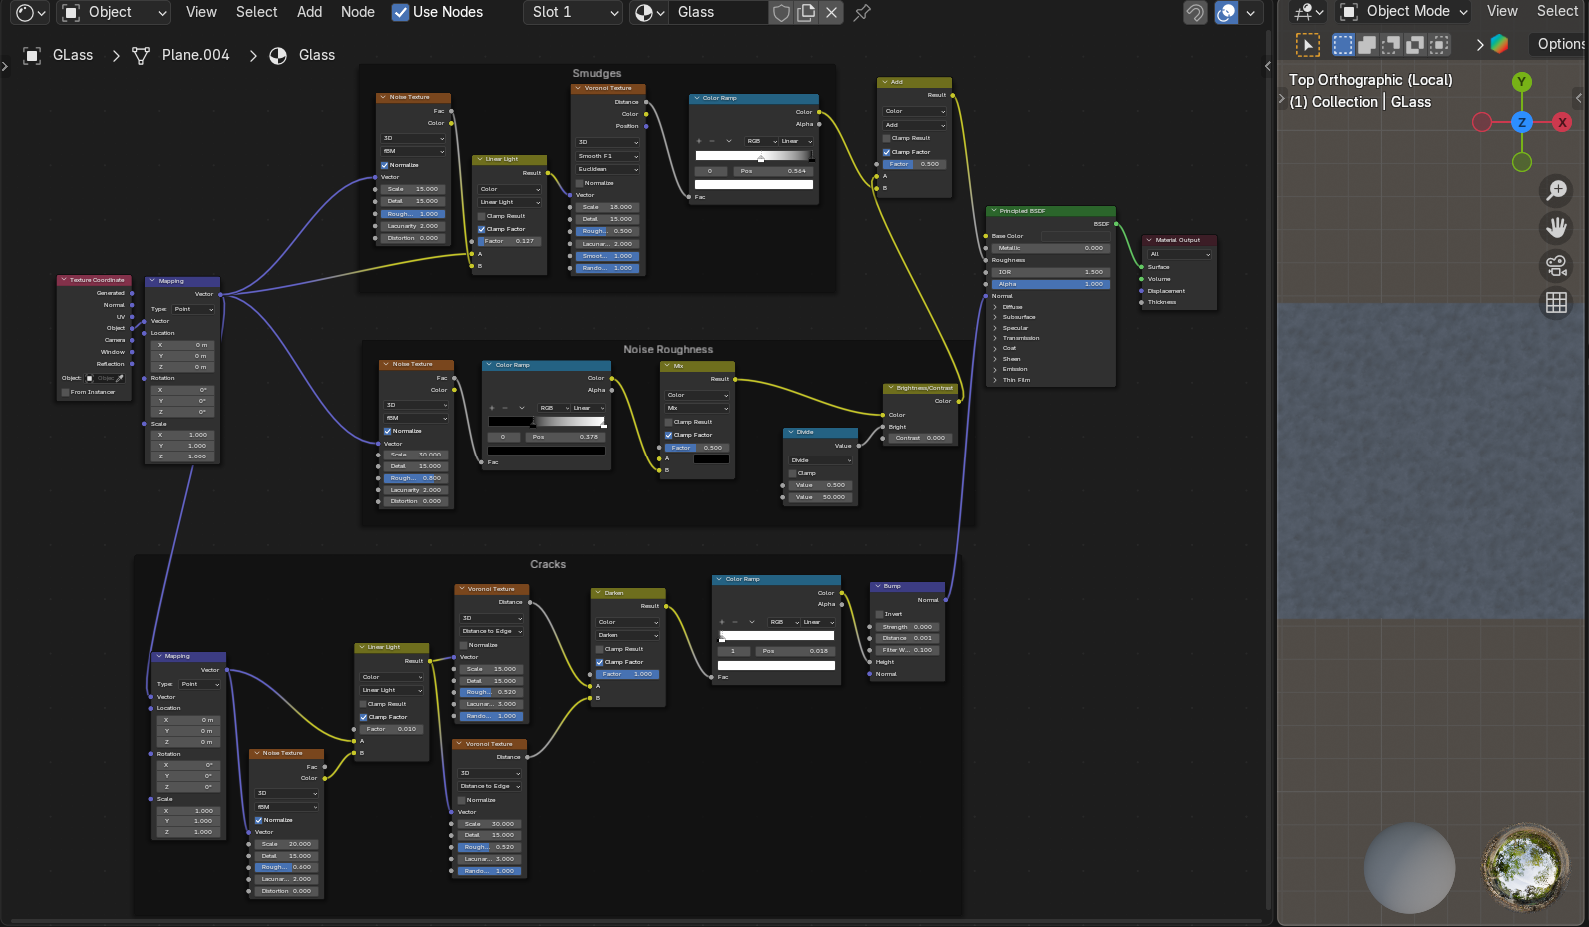 Object
View
Select
Add
Node
Use Nodes
Slot 1
Glass
Object Mode
View
Select
Options
GLass
Plane.004
Glass
Top Orthographic (Local)
(1) Collection | GLass
Y
Z
X
Smudges
Noise Texture
Fac
Color
3D
fBM
Normalize
Vector
Scale 15.000
Detail 15.000
Rough... 1.000
Lacunarity 2.000
Distortion 0.000
Linear Light
Result
Color
Linear Light
Clamp Result
Clamp Factor
Factor 0.127
A
B
Voronoi Texture
Distance
Color
Position
3D
Smooth F1
Euclidean
Normalize
Vector
Scale 18.000
Detail 15.000
Rough... 0.500
Lacunar... 2.000
Smoot... 1.000
Rando... 1.000
Color Ramp
Color
Alpha
RGB
Linear
0
Pos 0.564
Fac
Add
Result
Color
Add
Clamp Result
Clamp Factor
Factor 0.500
A
B
Principled BSDF
BSDF
Base Color
Metallic 0.000
Roughness
IOR 1.500
Alpha 1.000
Normal
Diffuse
Subsurface
Specular
Transmission
Coat
Sheen
Emission
Thin Film
Material Output
All
Surface
Volume
Displacement
Thickness
Texture Coordinate
Generated
Normal
UV
Object
Camera
Window
Reflection
Object:
From Instancer
Mapping
Vector
Type: Point
Vector
Location
X 0 m
Y 0 m
Z 0 m
Rotation
X 0°
Y 0°
Z 0°
Scale
X 1.000
Y 1.000
Z 1.000
Noise Roughness
Noise Texture
Fac
Color
3D
fBM
Normalize
Vector
Scale 30.000
Detail 15.000
Rough... 0.800
Lacunarity 2.000
Distortion 0.000
Color Ramp
Color
Alpha
RGB
Linear
0
Pos 0.378
Fac
Mix
Result
Color
Mix
Clamp Result
Clamp Factor
Factor 0.500
A
B
Divide
Value
Divide
Clamp
Value 0.500
Value 50.000
Brightness/Contrast
Color
Color
Bright
Contrast 0.000
Cracks
Mapping
Vector
Type: Point
Vector
Location
X 0 m
Y 0 m
Z 0 m
Rotation
X 0°
Y 0°
Z 0°
Scale
X 1.000
Y 1.000
Z 1.000
Noise Texture
Fac
Color
3D
fBM
Normalize
Vector
Scale 20.000
Detail 15.000
Rough... 0.600
Lacunar... 2.000
Distortion 0.000
Linear Light
Result
Color
Linear Light
Clamp Result
Clamp Factor
Factor 0.010
A
B
Voronoi Texture
Distance
3D
Distance to Edge
Normalize
Vector
Scale 15.000
Detail 15.000
Rough... 0.520
Lacunar... 3.000
Rando... 1.000
Voronoi Texture
Distance
3D
Distance to Edge
Normalize
Vector
Scale 30.000
Detail 15.000
Rough... 0.520
Lacunar... 3.000
Rando... 1.000
Darken
Result
Color
Darken
Clamp Result
Clamp Factor
Factor 1.000
A
B
Color Ramp
Color
Alpha
RGB
Linear
1
Pos 0.018
Fac
Bump
Normal
Invert
Strength 0.000
Distance 0.001
Filter W... 0.100
Height
Normal